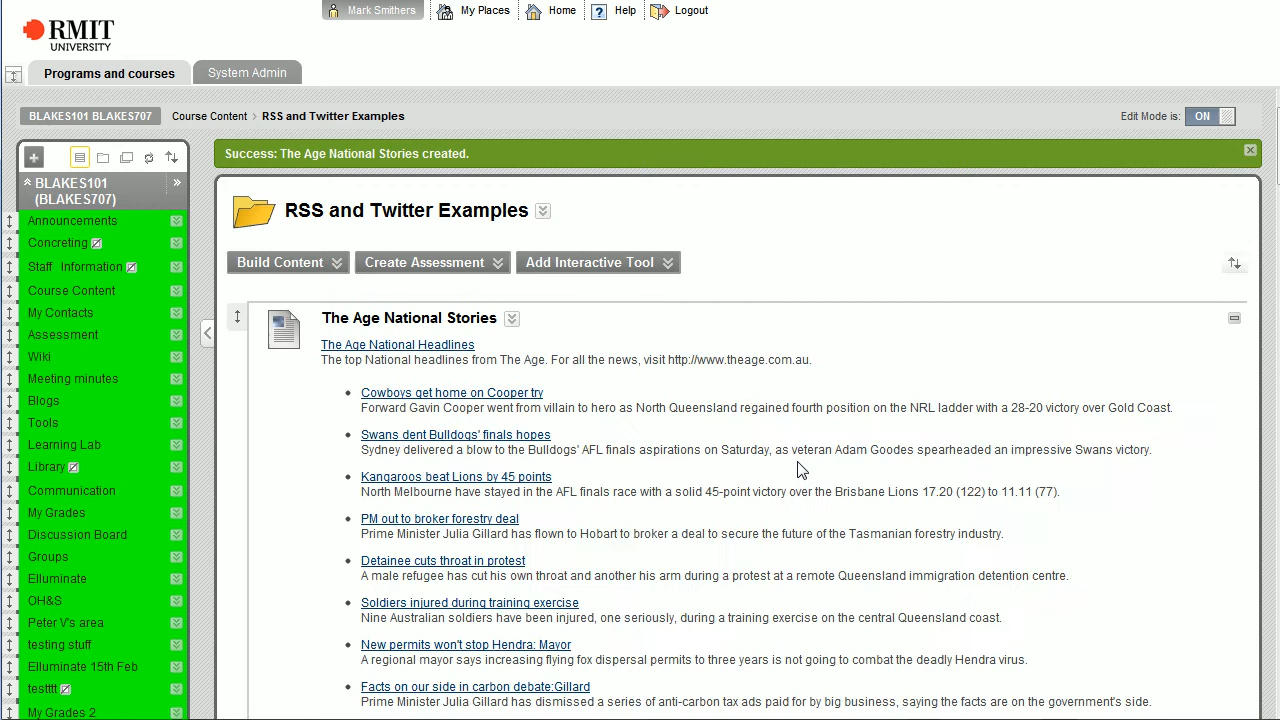 Mark Smithers My Places Home Help Logout
RMIT
UNIVERSITY
Programs and courses System Admin
BLAKES101 BLAKES707 Course Content > RSS and Twitter Examples Edit Mode is: ON
Success: The Age National Stories created.
BLAKES101
(BLAKES707)
Announcements
Concreting
Staff Information
Course Content
My Contacts
Assessment
Wiki
Meeting minutes
Blogs
Tools
Learning Lab
Library
Communication
My Grades
Discussion Board
Groups
Elluminate
OH&S
Peter V's area
testing stuff
Elluminate 15th Feb
testttt
My Grades 2
RSS and Twitter Examples
Build Content Create Assessment Add Interactive Tool
The Age National Stories
The Age National Headlines
The top National headlines from The Age. For all the news, visit http://www.theage.com.au.
Cowboys get home on Cooper try
Forward Gavin Cooper went from villain to hero as North Queensland regained fourth position on the NRL ladder with a 28-20 victory over Gold Coast.
Swans dent Bulldogs' finals hopes
Sydney delivered a blow to the Bulldogs' AFL finals aspirations on Saturday, as veteran Adam Goodes spearheaded an impressive Swans victory.
Kangaroos beat Lions by 45 points
North Melbourne have stayed in the AFL finals race with a solid 45-point victory over the Brisbane Lions 17.20 (122) to 11.11 (77).
PM out to broker forestry deal
Prime Minister Julia Gillard has flown to Hobart to broker a deal to secure the future of the Tasmanian forestry industry.
Detainee cuts throat in protest
A male refugee has cut his own throat and another his arm during a protest at a remote Queensland immigration detention centre.
Soldiers injured during training exercise
Nine Australian soldiers have been injured, one seriously, during a training exercise on the central Queensland coast.
New permits won't stop Hendra: Mayor
A regional mayor says increasing flying fox dispersal permits to three years is not going to combat the deadly Hendra virus.
Facts on our side in carbon debate:Gillard
Prime Minister Julia Gillard has dismissed a series of anti-carbon tax ads paid for by big business, saying the facts are on the government's side.